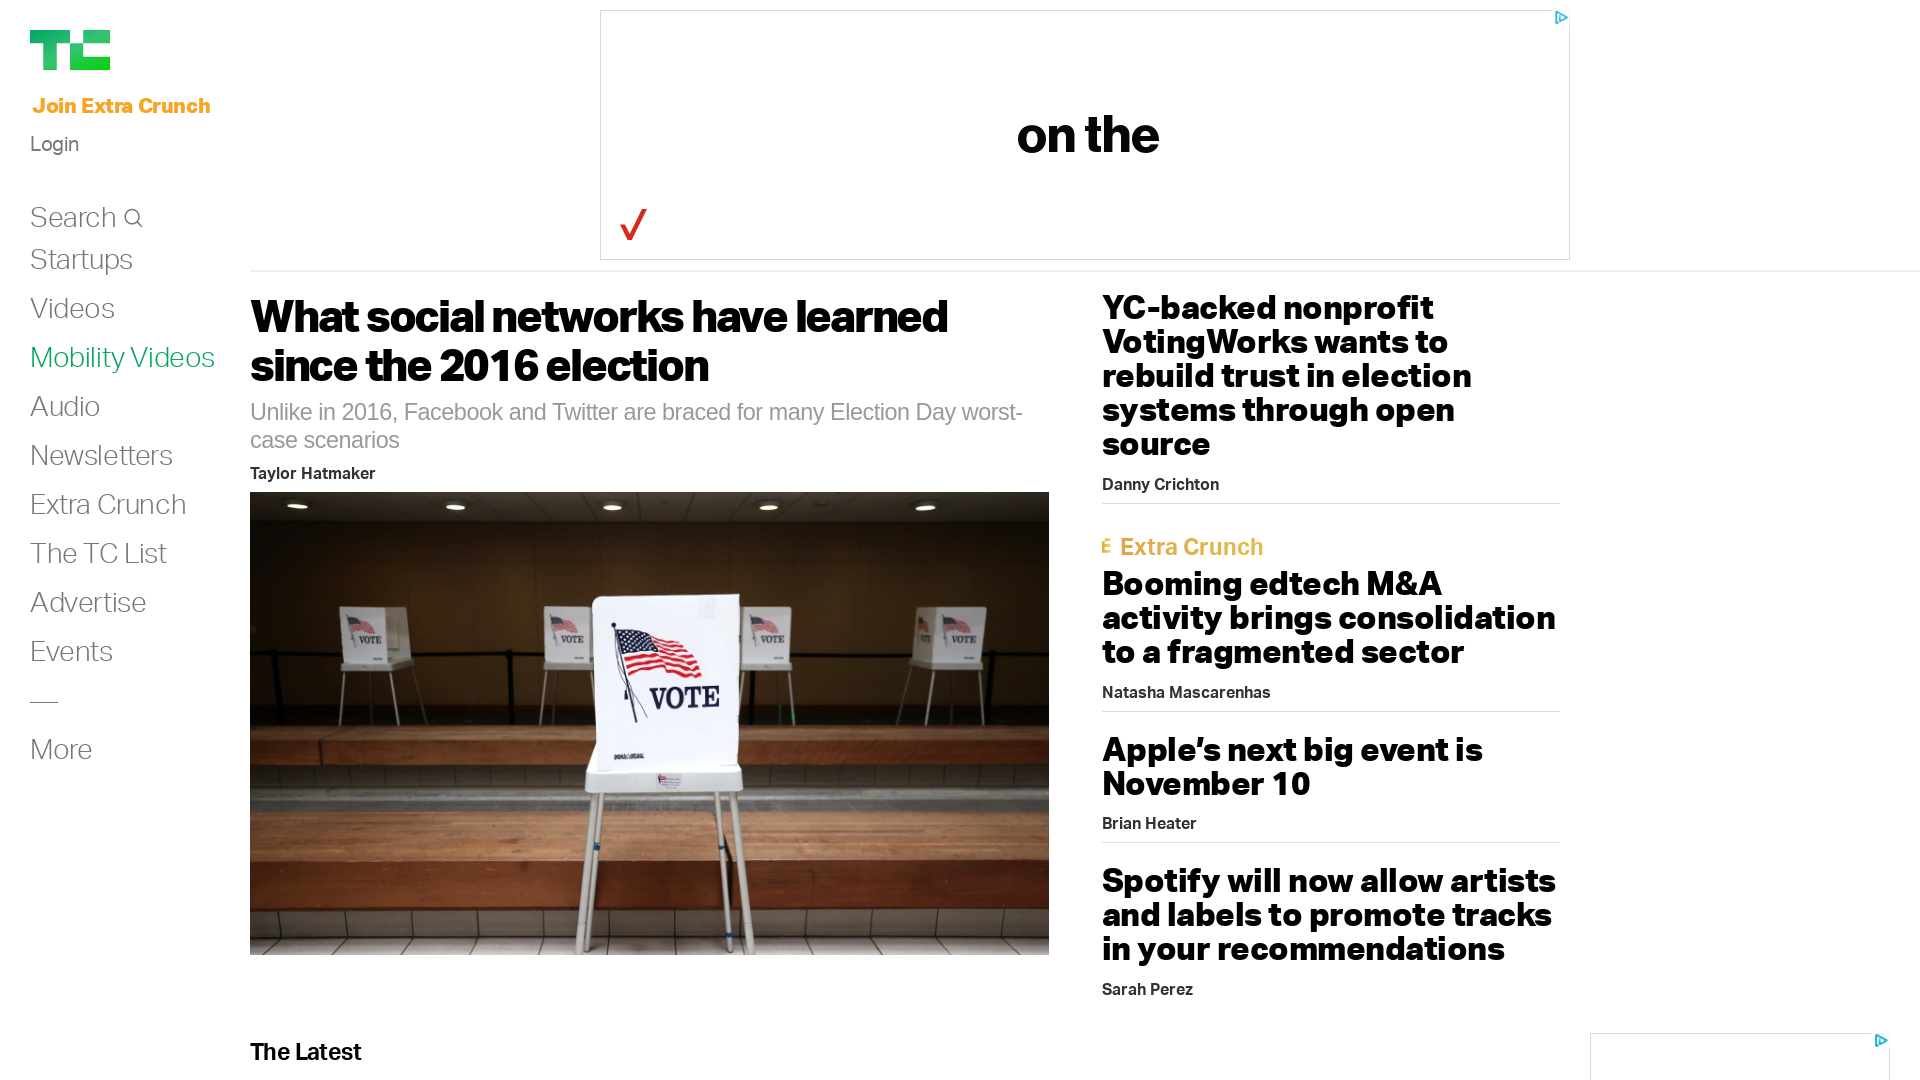 TC
Join Extra Crunch
Login
Search
Startups
Videos
Mobility Videos
Audio
Newsletters
Extra Crunch
The TC List
Advertise
Events
More
on the
What social networks have learned
since the 2016 election
Unlike in 2016, Facebook and Twitter are braced for many Election Day worst-
case scenarios
Taylor Hatmaker
VOTE
VOTE
VOTE
VOTE
VOTE
YC-backed nonprofit
VotingWorks wants to
rebuild trust in election
systems through open
source
Danny Crichton
Extra Crunch
Booming edtech M&A
activity brings consolidation
to a fragmented sector
Natasha Mascarenhas
Apple’s next big event is
November 10
Brian Heater
Spotify will now allow artists
and labels to promote tracks
in your recommendations
Sarah Perez
The Latest